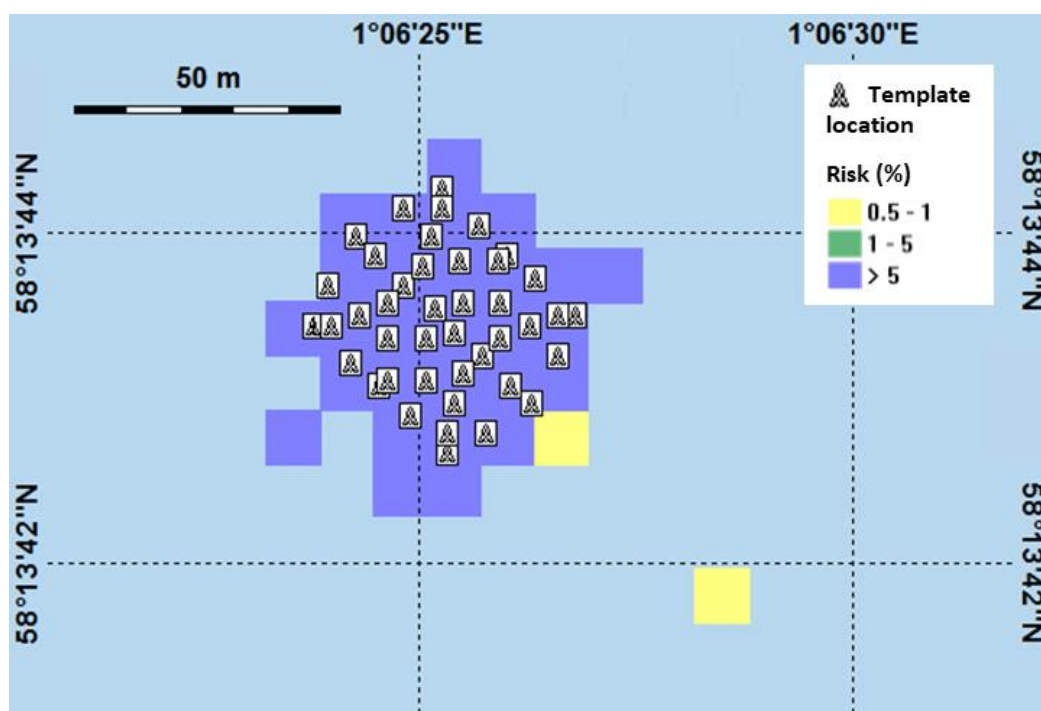 1°06'25"E
1°06'30"E
50 m
Template
location
Risk (%)
0.5 - 1
1 - 5
> 5
58°13'44"N
58°13'44"N
58°13'42"N
58°13'42"N